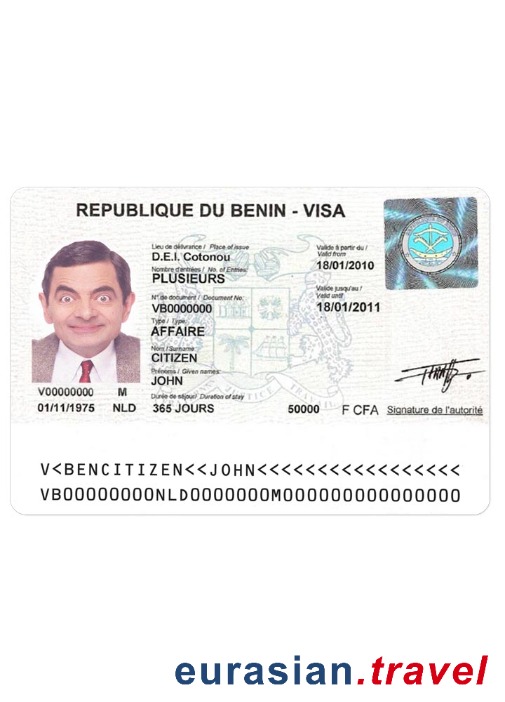 REPUBLIQUE DU BENIN - VISA
Lieu de délivrance / Place of issue
D.E.I. Cotonou
Nombre d'entrées / No. of Entries:
PLUSIEURS
N° de document / Document No:
VB0000000
Type / Type:
AFFAIRE
Nom / Surname
CITIZEN
Prénoms / Given names:
JOHN
Durée de séjour / Duration of stay
365 JOURS
50000 F CFA
Valide à partir du /
Valid from
18/01/2010
Valide jusqu'au /
Valid until
18/01/2011
V00000000 M
01/11/1975 NLD
Signature de l'autorité
V<BENCITIZEN<<JOHN<<<<<<<<<<<<<<<<<<
VB00000000NLD0000000M000000000000000
eurasian.travel